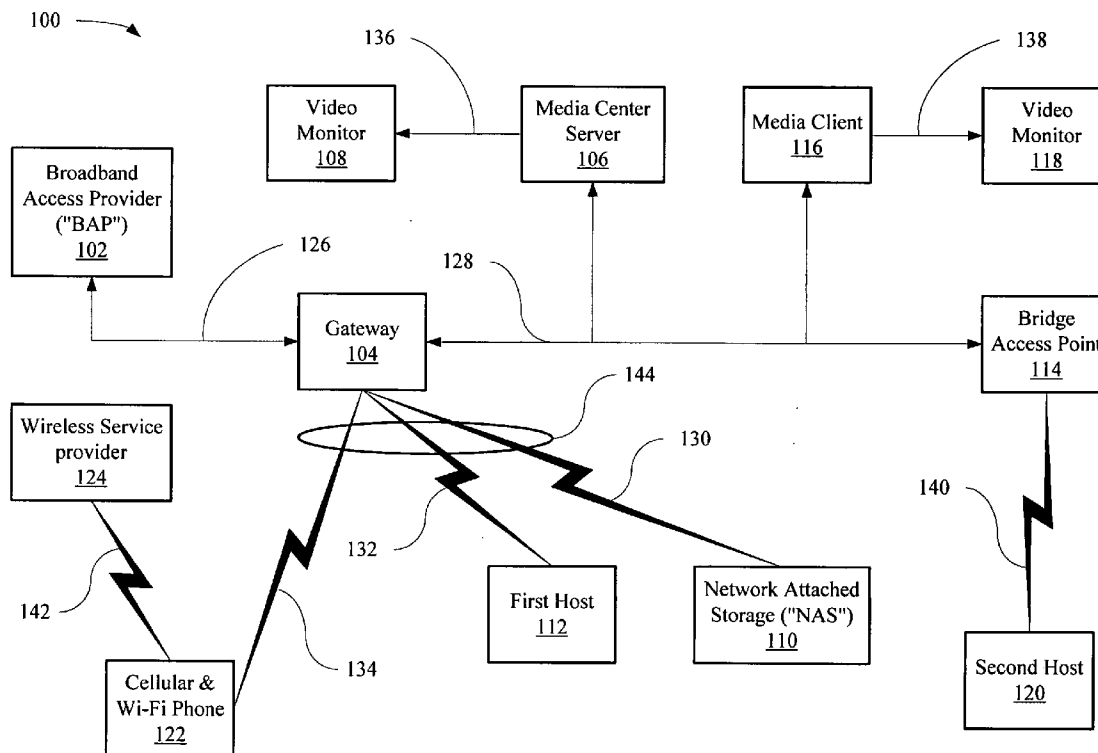 100
136
138
Video
Monitor
108
Media Center
Server
106
Media Client
116
Video
Monitor
118
Broadband
Access Provider
("BAP")
102
126
128
Gateway
104
Bridge
Access Point
114
144
Wireless Service
provider
124
130
132
140
142
134
First Host
112
Network Attached
Storage ("NAS")
110
Second Host
120
Cellular &
Wi-Fi Phone
122